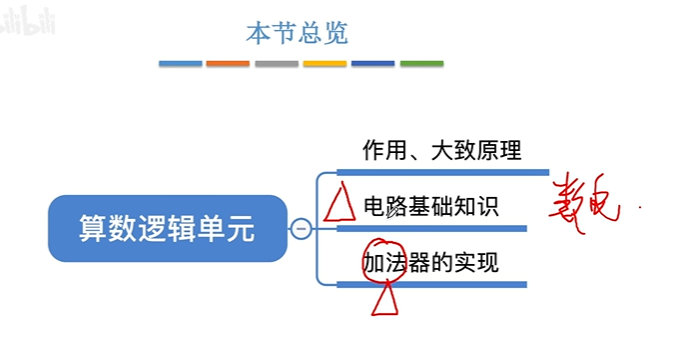 bilibili
本节总览
作用、大致原理
算数逻辑单元
电路基础知识
数电.
加法器的实现